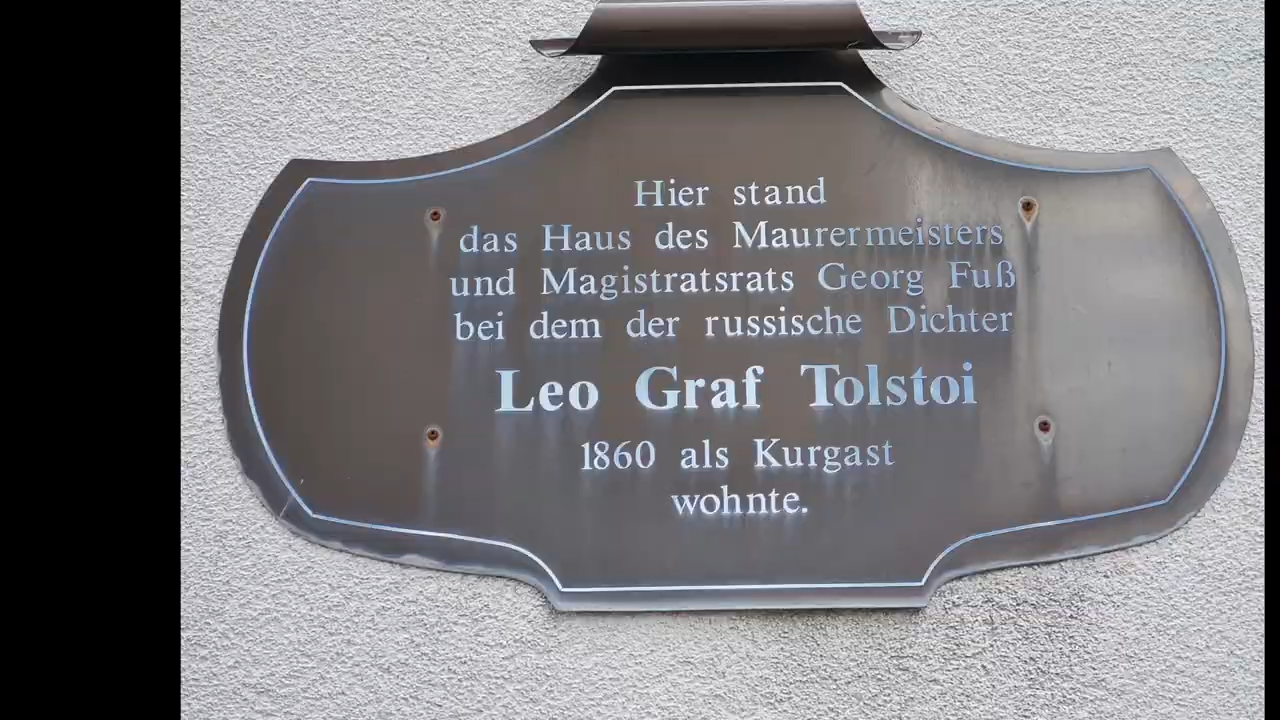 Hier stand
das Haus des Maurermeisters
und Magistratsrats Georg Fuß
bei dem der russische Dichter
Leo Graf Tolstoi
1860 als Kurgast
wohnte.